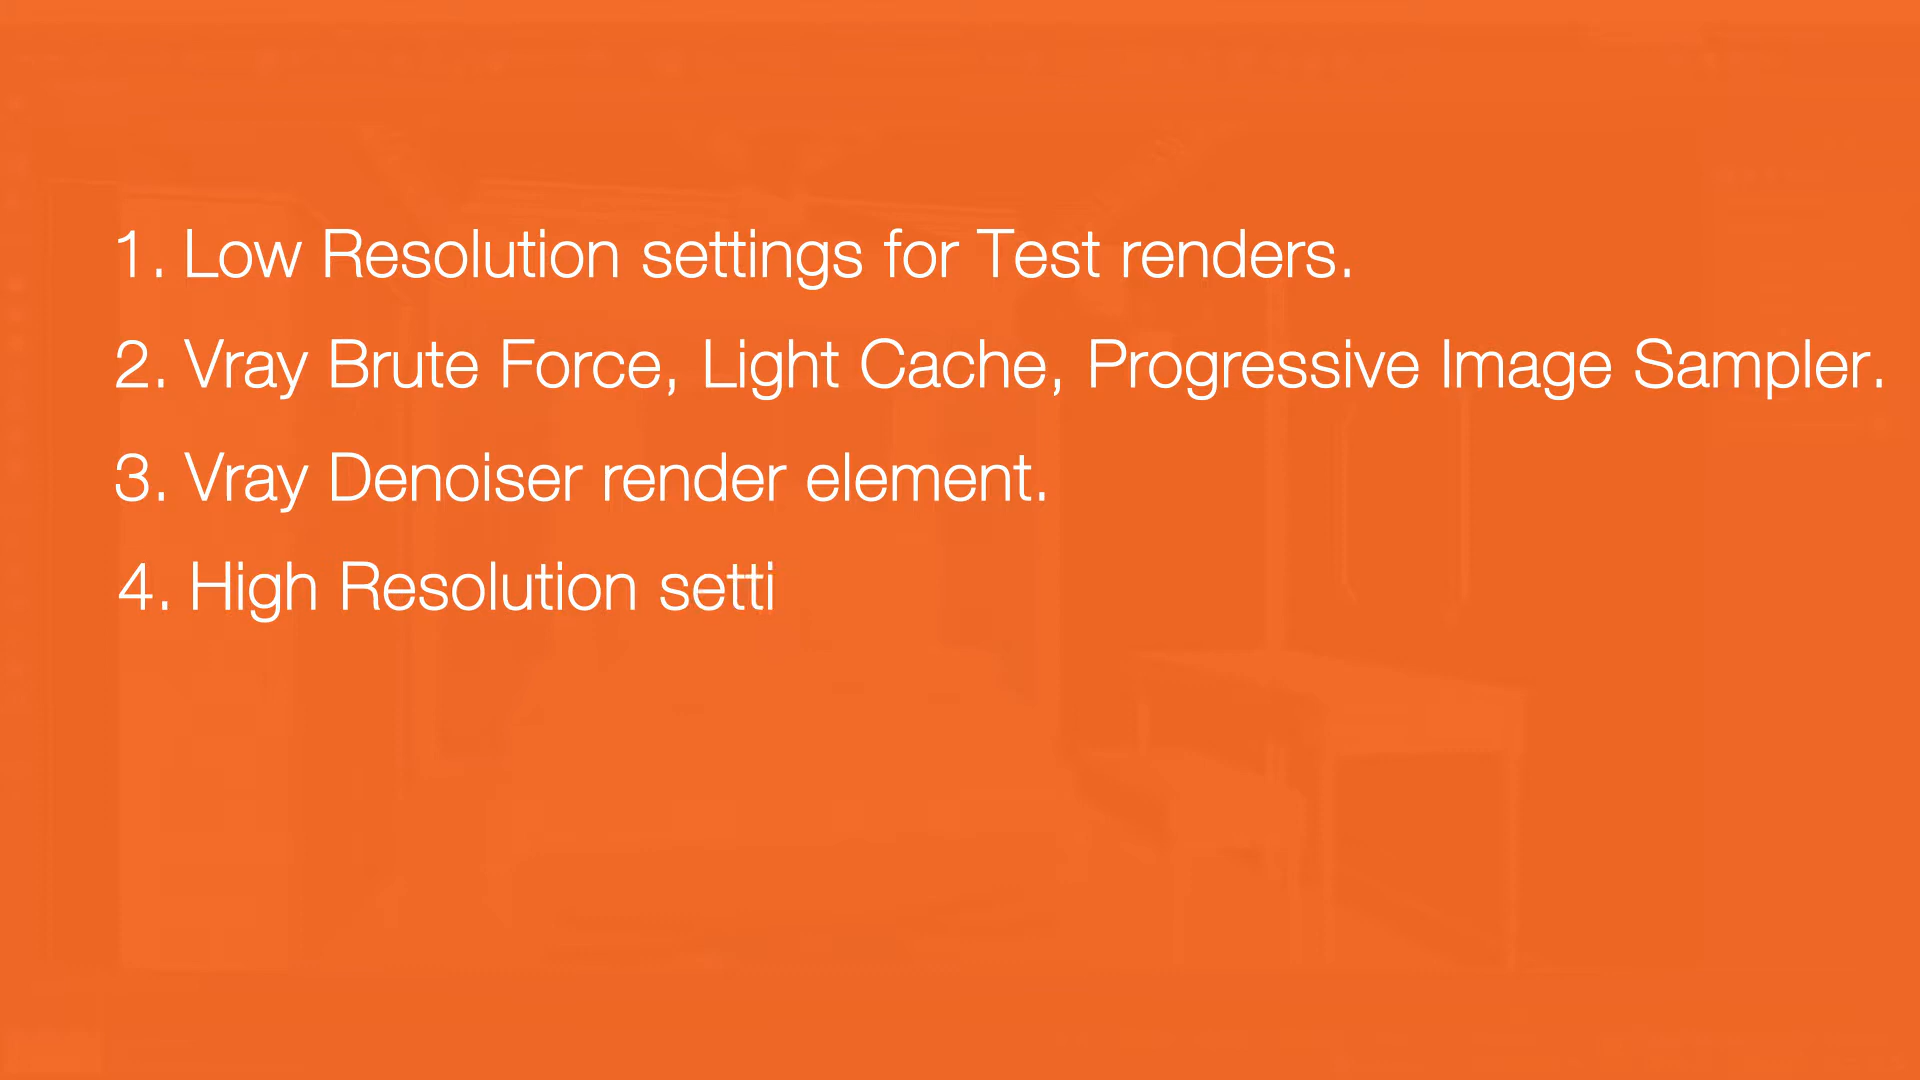 1. Low Resolution settings for Test renders.
2. Vray Brute Force, Light Cache, Progressive Image Sampler.
3. Vray Denoiser render element.
4. High Resolution setti